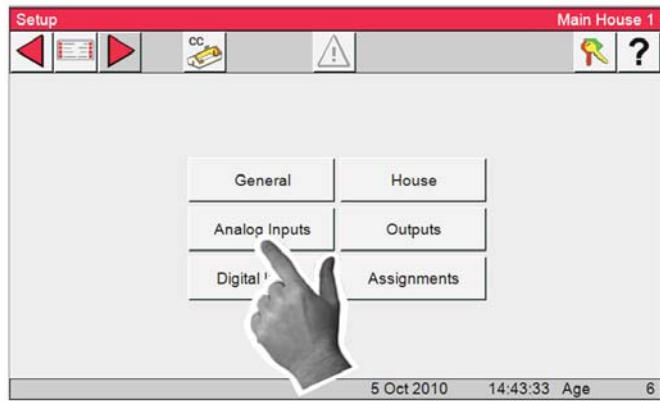 Setup Main House 1
CC
?
General House
Analog Inputs Outputs
Digital Assignments
5 Oct 2010 14:43:33 Age 6